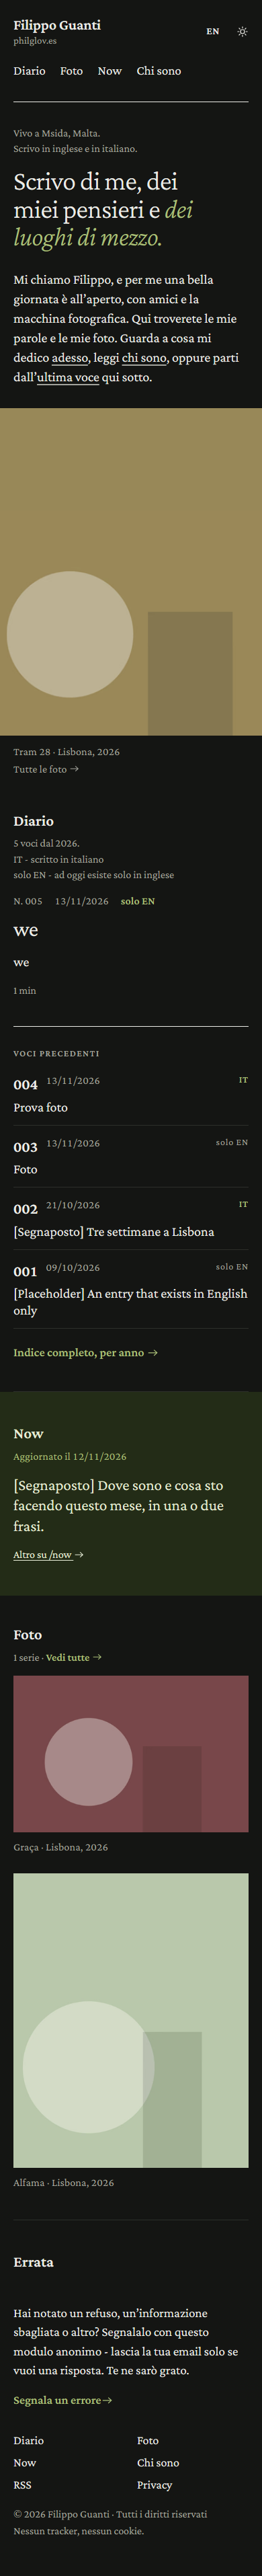 Filippo Guanti
philglov.es
EN
Diario Foto Now Chi sono
Vivo a Msida, Malta.
Scrivo in inglese e in italiano.
Scrivo di me, dei
miei pensieri e dei
luoghi di mezzo.
Mi chiamo Filippo, e per me una bella
giornata è all’aperto, con amici e la
macchina fotografica. Qui troverete le mie
parole e le mie foto. Guarda a cosa mi
dedico adesso, leggi chi sono, oppure parti
dall’ultima voce qui sotto.
Tram 28 · Lisbona, 2026
Tutte le foto →
Diario
5 voci dal 2026.
IT - scritto in italiano
solo EN - ad oggi esiste solo in inglese
N. 005 13/11/2026 solo EN
we
we
1 min
VOCI PRECEDENTI
004 13/11/2026 IT
Prova foto
003 13/11/2026 solo EN
Foto
002 21/10/2026 IT
[Segnaposto] Tre settimane a Lisbona
001 09/10/2026 solo EN
[Placeholder] An entry that exists in English
only
Indice completo, per anno →
Now
Aggiornato il 12/11/2026
[Segnaposto] Dove sono e cosa sto
facendo questo mese, in una o due
frasi.
Altro su /now →
Foto
1 serie · Vedi tutte →
Graça · Lisbona, 2026
Alfama · Lisbona, 2026
Errata
Hai notato un refuso, un’informazione
sbagliata o altro? Segnalalo con questo
modulo anonimo - lascia la tua email solo se
vuoi una risposta. Te ne sarò grato.
Segnala un errore→
Diario Foto
Now Chi sono
RSS Privacy
© 2026 Filippo Guanti · Tutti i diritti riservati
Nessun tracker, nessun cookie.